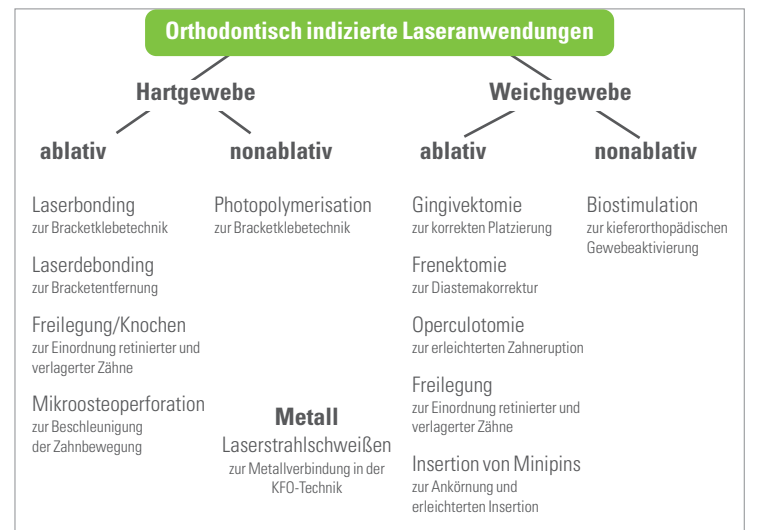 Orthodontisch indizierte Laseranwendungen
Hartgewebe
ablativ
Laserbonding
zur Bracketklebetechnik
Laserdebonding
zur Bracketentfernung
Freilegung/Knochen
zur Einordnung retinierter und
verlagerter Zähne
Mikroosteoperforation
zur Beschleunigung
der Zahnbewegung
nonablativ
Photopolymerisation
zur Bracketklebetechnik
Metall
Laserstrahlschweißen
zur Metallverbindung in der
KFO-Technik
Weichgewebe
ablativ
Gingivektomie
zur korrekten Platzierung
Frenektomie
zur Diastemakorrektur
Operculotomie
zur erleichterten Zahneruption
Freilegung
zur Einordnung retinierter und
verlagerter Zähne
Insertion von Minipins
zur Ankörnung und
erleichterten Insertion
nonablativ
Biostimulation
zur kieferorthopädischen
Gewebeaktivierung